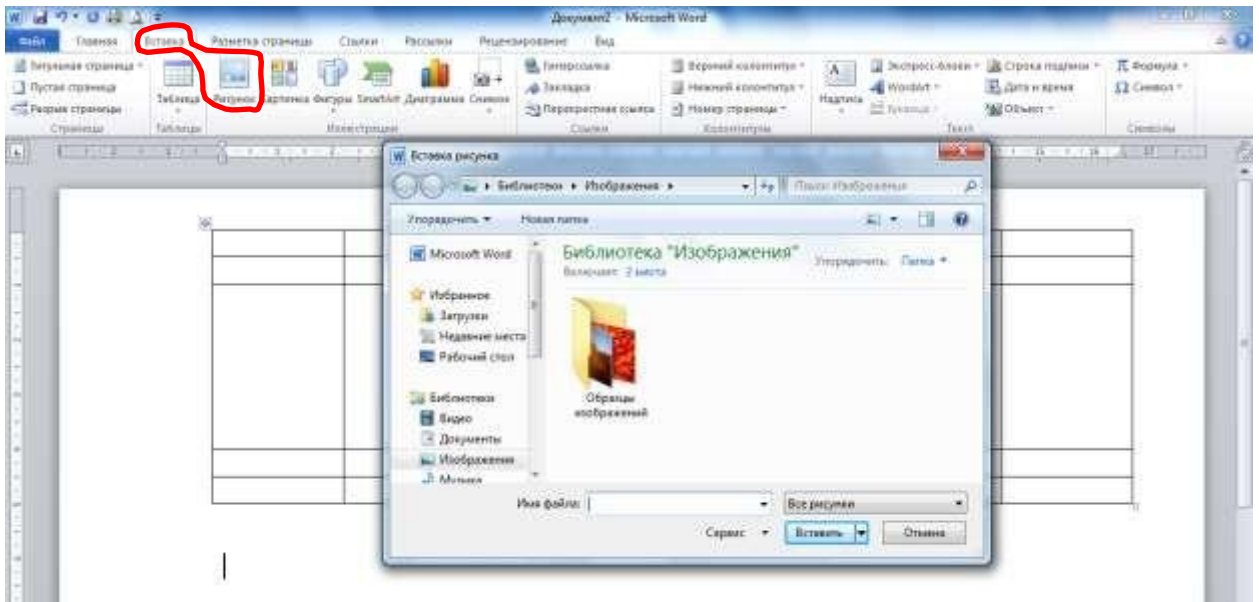 Документ2 - Microsoft Word
Файл Главная Вставка Разметка страницы Ссылки Рассылки Рецензирование Вид
Титульная страница
Пустая страница
Разрыв страницы
Страницы
Таблица
Таблицы
Рисунок Картинка Фигуры SmartArt Диаграмма Снимок
Иллюстрации
Гиперссылка
Закладка
Перекрестная ссылка
Ссылки
Верхний колонтитул
Нижний колонтитул
Номер страницы
Колонтитулы
Надпись
Экспресс-блоки
WordArt
Буквица
Строка подписи
Дата и время
Объект
Текст
Формула
Символ
Символы
Вставка рисунка
Библиотеки Изображения
Поиск: Изображения
Упорядочить Новая папка
Microsoft Word
Избранное
Загрузки
Недавние места
Рабочий стол
Библиотеки
Видео
Документы
Изображения
Музыка
Библиотека "Изображения"
Включает: 2 места
Упорядочить: Папка
Образцы
изображений
Имя файла:
Все рисунки
Сервис
Вставить
Отмена